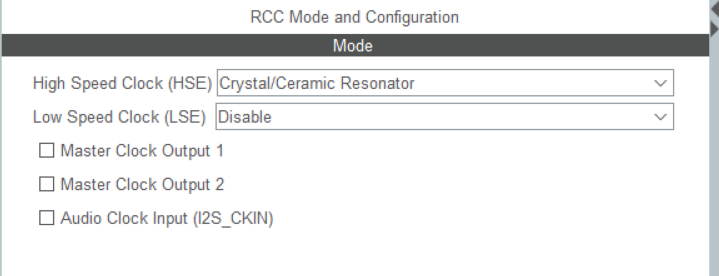 RCC Mode and Configuration
Mode
High Speed Clock (HSE) Crystal/Ceramic Resonator
Low Speed Clock (LSE) Disable
Master Clock Output 1
Master Clock Output 2
Audio Clock Input (I2S_CKIN)